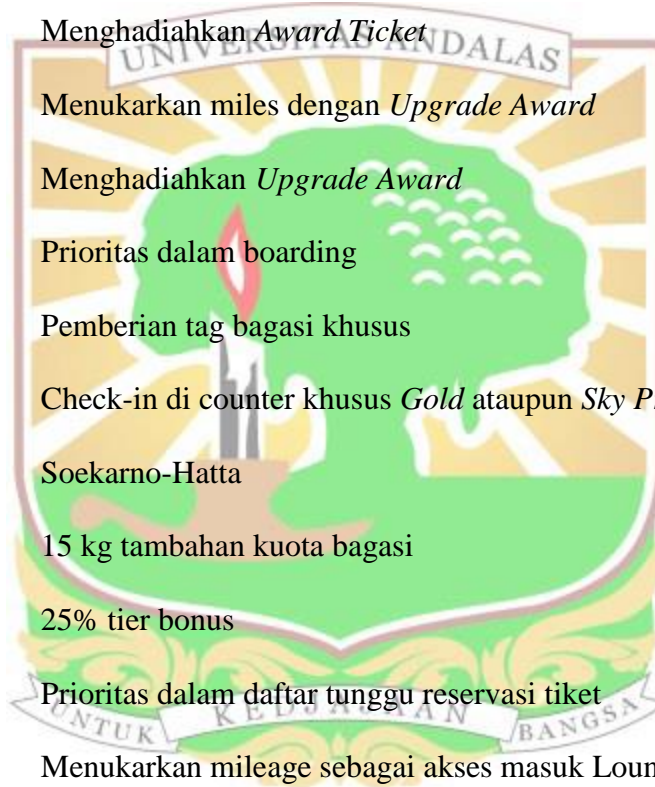 Menghadiahkan Award Ticket
UNIVERSITAS ANDALAS
Menukarkan miles dengan Upgrade Award
Menghadiahkan Upgrade Award
Prioritas dalam boarding
Pemberian tag bagasi khusus
Check-in di counter khusus Gold ataupun Sky
Soekarno-Hatta
15 kg tambahan kuota bagasi
25% tier bonus
Prioritas dalam daftar tunggu reservasi tiket
UNTUK KEDJAJAAN BANGSA
Menukarkan mileage sebagai akses masuk